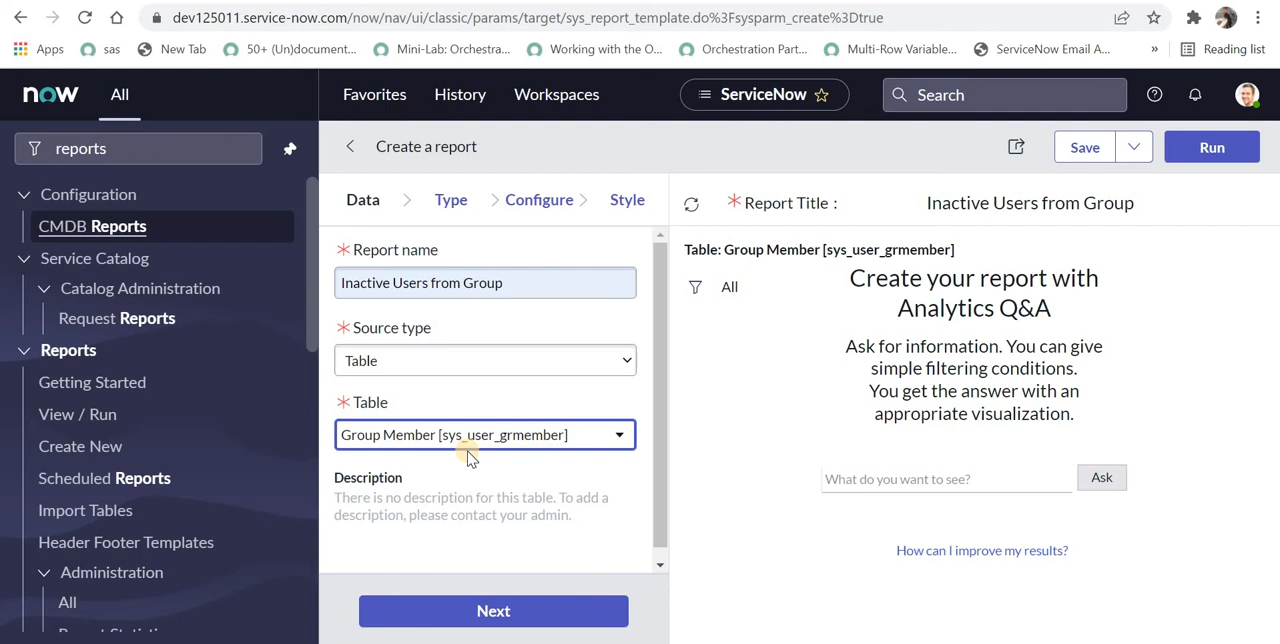 dev125011.service-now.com/now/nav/ui/classic/params/target/sys_report_template.do%3Fsysparm_create%3Dtrue
Apps
sas
New Tab
50+ (Un)document...
Mini-Lab: Orchestra...
Working with the O...
Orchestration Part...
Multi-Row Variable...
ServiceNow Email A...
»
Reading list
now
All
Favorites
History
Workspaces
ServiceNow
Search
reports
Configuration
CMDB Reports
Service Catalog
Catalog Administration
Request Reports
Reports
Getting Started
View / Run
Create New
Scheduled Reports
Import Tables
Header Footer Templates
Administration
All
Create a report
Save
Run
Data
Type
Configure
Style
* Report name
Inactive Users from Group
* Source type
Table
* Table
Group Member [sys_user_grmember]
Description
There is no description for this table. To add a
description, please contact your admin.
Next
* Report Title :
Inactive Users from Group
Table: Group Member [sys_user_grmember]
All
Create your report with
Analytics Q&A
Ask for information. You can give
simple filtering conditions.
You get the answer with an
appropriate visualization.
What do you want to see?
Ask
How can I improve my results?